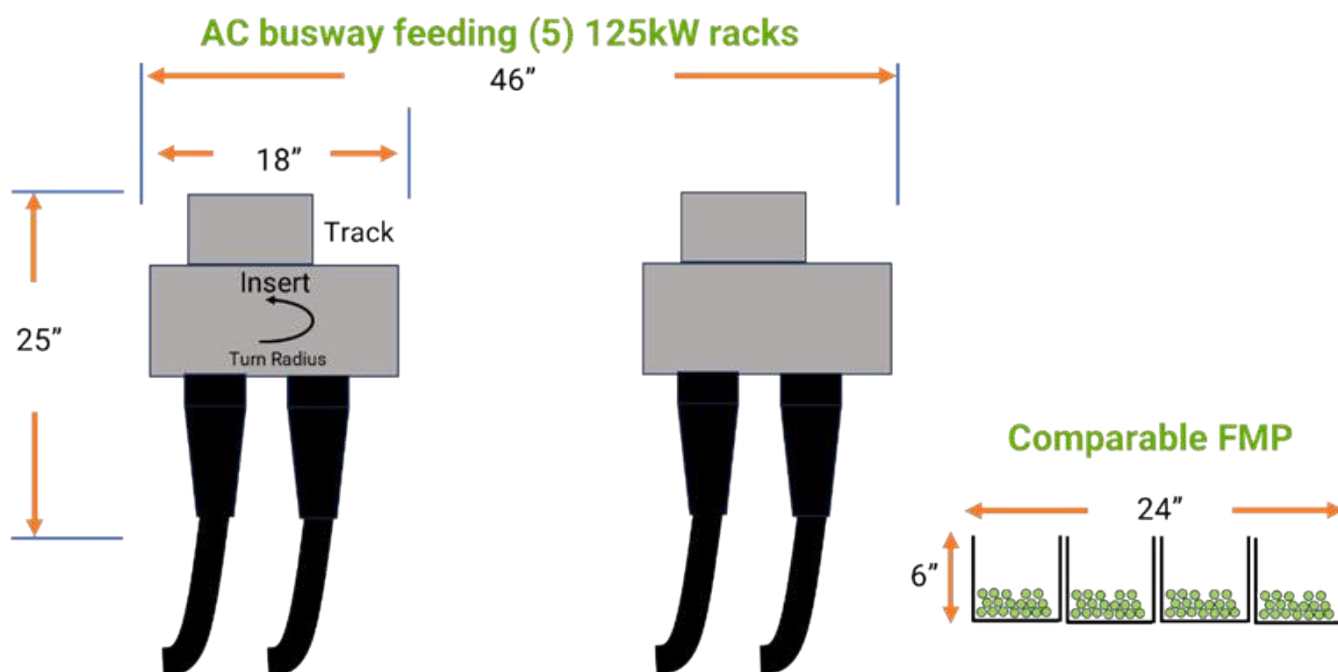 AC busway feeding (5) 125kW racks
46”
18”
Track
Insert
Turn Radius
25”
Comparable FMP
24”
6”